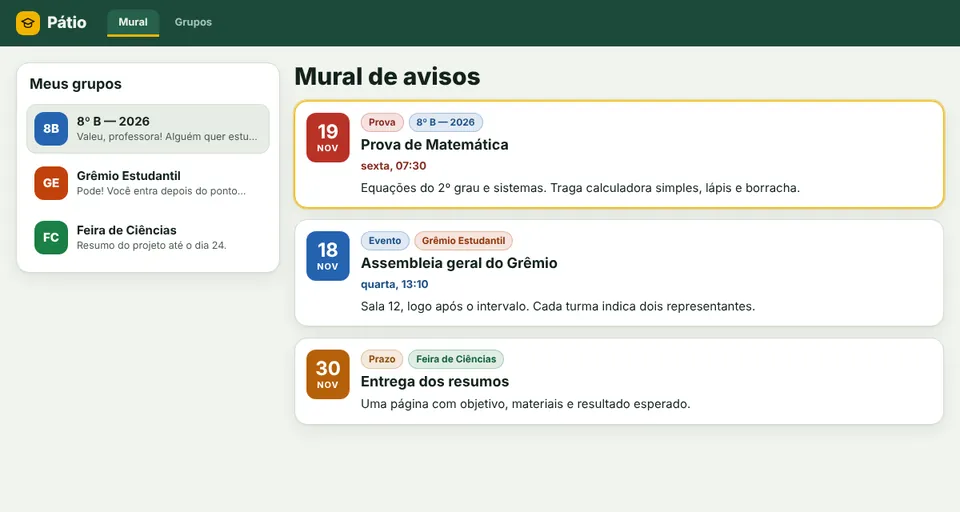 Pátio
Mural
Grupos
Meus grupos
8B
8º B — 2026
Valeu, professora! Alguém quer estu...
GE
Grêmio Estudantil
Pode! Você entra depois do ponto...
FC
Feira de Ciências
Resumo do projeto até o dia 24.
Mural de avisos
19
NOV
Prova
8º B — 2026
Prova de Matemática
sexta, 07:30
Equações do 2º grau e sistemas. Traga calculadora simples, lápis e borracha.
18
NOV
Evento
Grêmio Estudantil
Assembleia geral do Grêmio
quarta, 13:10
Sala 12, logo após o intervalo. Cada turma indica dois representantes.
30
NOV
Prazo
Feira de Ciências
Entrega dos resumos
Uma página com objetivo, materiais e resultado esperado.